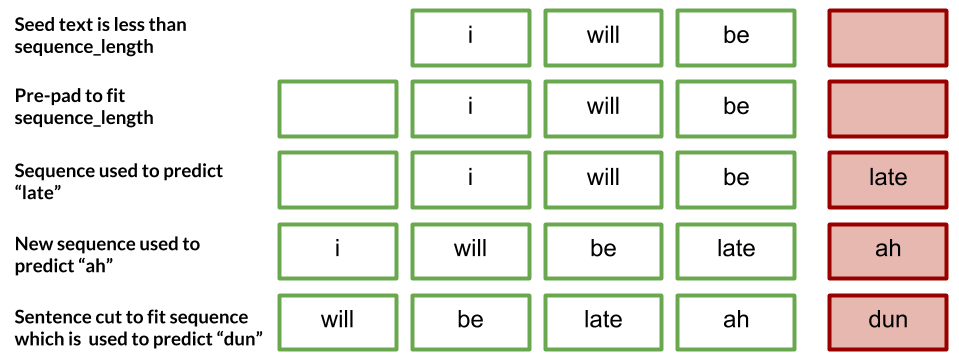 Seed text is less than
sequence_length
i will be
Pre-pad to fit
sequence_length
i will be
Sequence used to predict
“late”
i will be late
New sequence used to
predict “ah”
i will be late ah
Sentence cut to fit sequence
which is used to predict “dun”
will be late ah dun